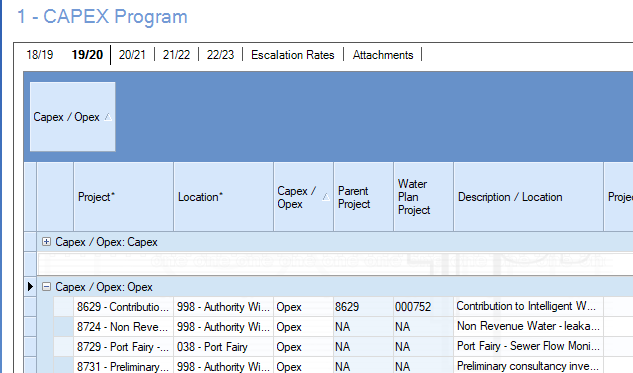 1 - CAPEX Program
18/19 19/20 20/21 21/22 22/23 Escalation Rates Attachments
Capex / Opex
Project* Location* Capex / Opex Parent Project Water Plan Project Description / Location Proje
Capex / Opex: Capex
Capex / Opex: Opex
8629 - Contributio... 998 - Authority Wi... Opex 8629 000752 Contribution to Intelligent W...
8724 - Non Reve... 998 - Authority Wi... Opex NA NA Non Revenue Water - leaka...
8729 - Port Fairy -... 038 - Port Fairy Opex NA NA Port Fairy - Sewer Flow Moni...
8731 - Preliminary... 998 - Authority Wi... Opex NA NA Preliminary consultancy inve...